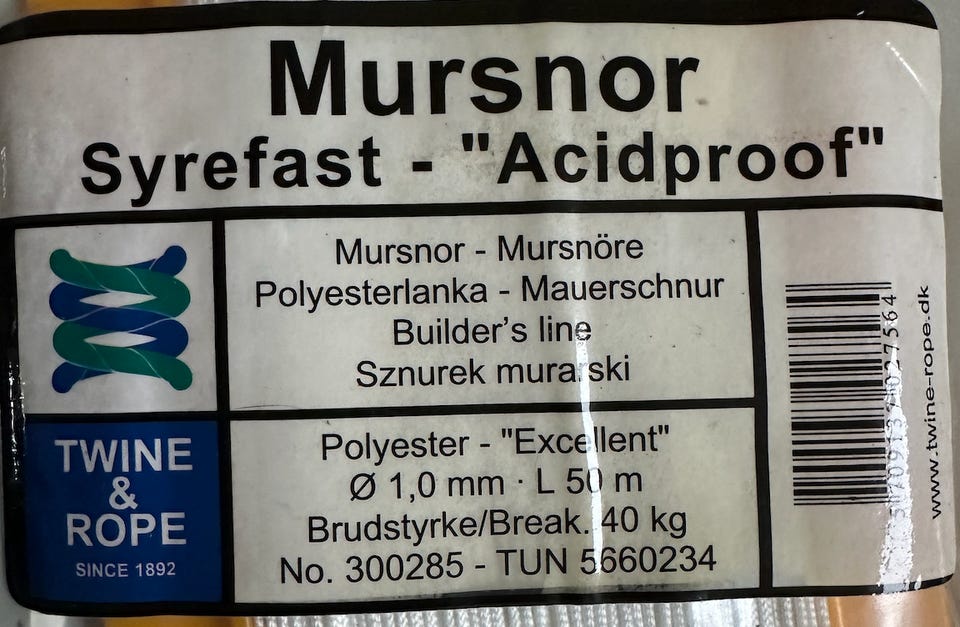 Mursnor
Syrefast - "Acidproof"
Mursnor - Mursnöre
Polyesterlanka - Mauerschnur
Builder's line
Sznurek murarski
TWINE
&
ROPE
SINCE 1892
Polyester - "Excellent"
Ø 1,0 mm · L 50 m
Brudstyrke/Break. 40 kg
No. 300285 - TUN 5660234
www.twine-rope.dk